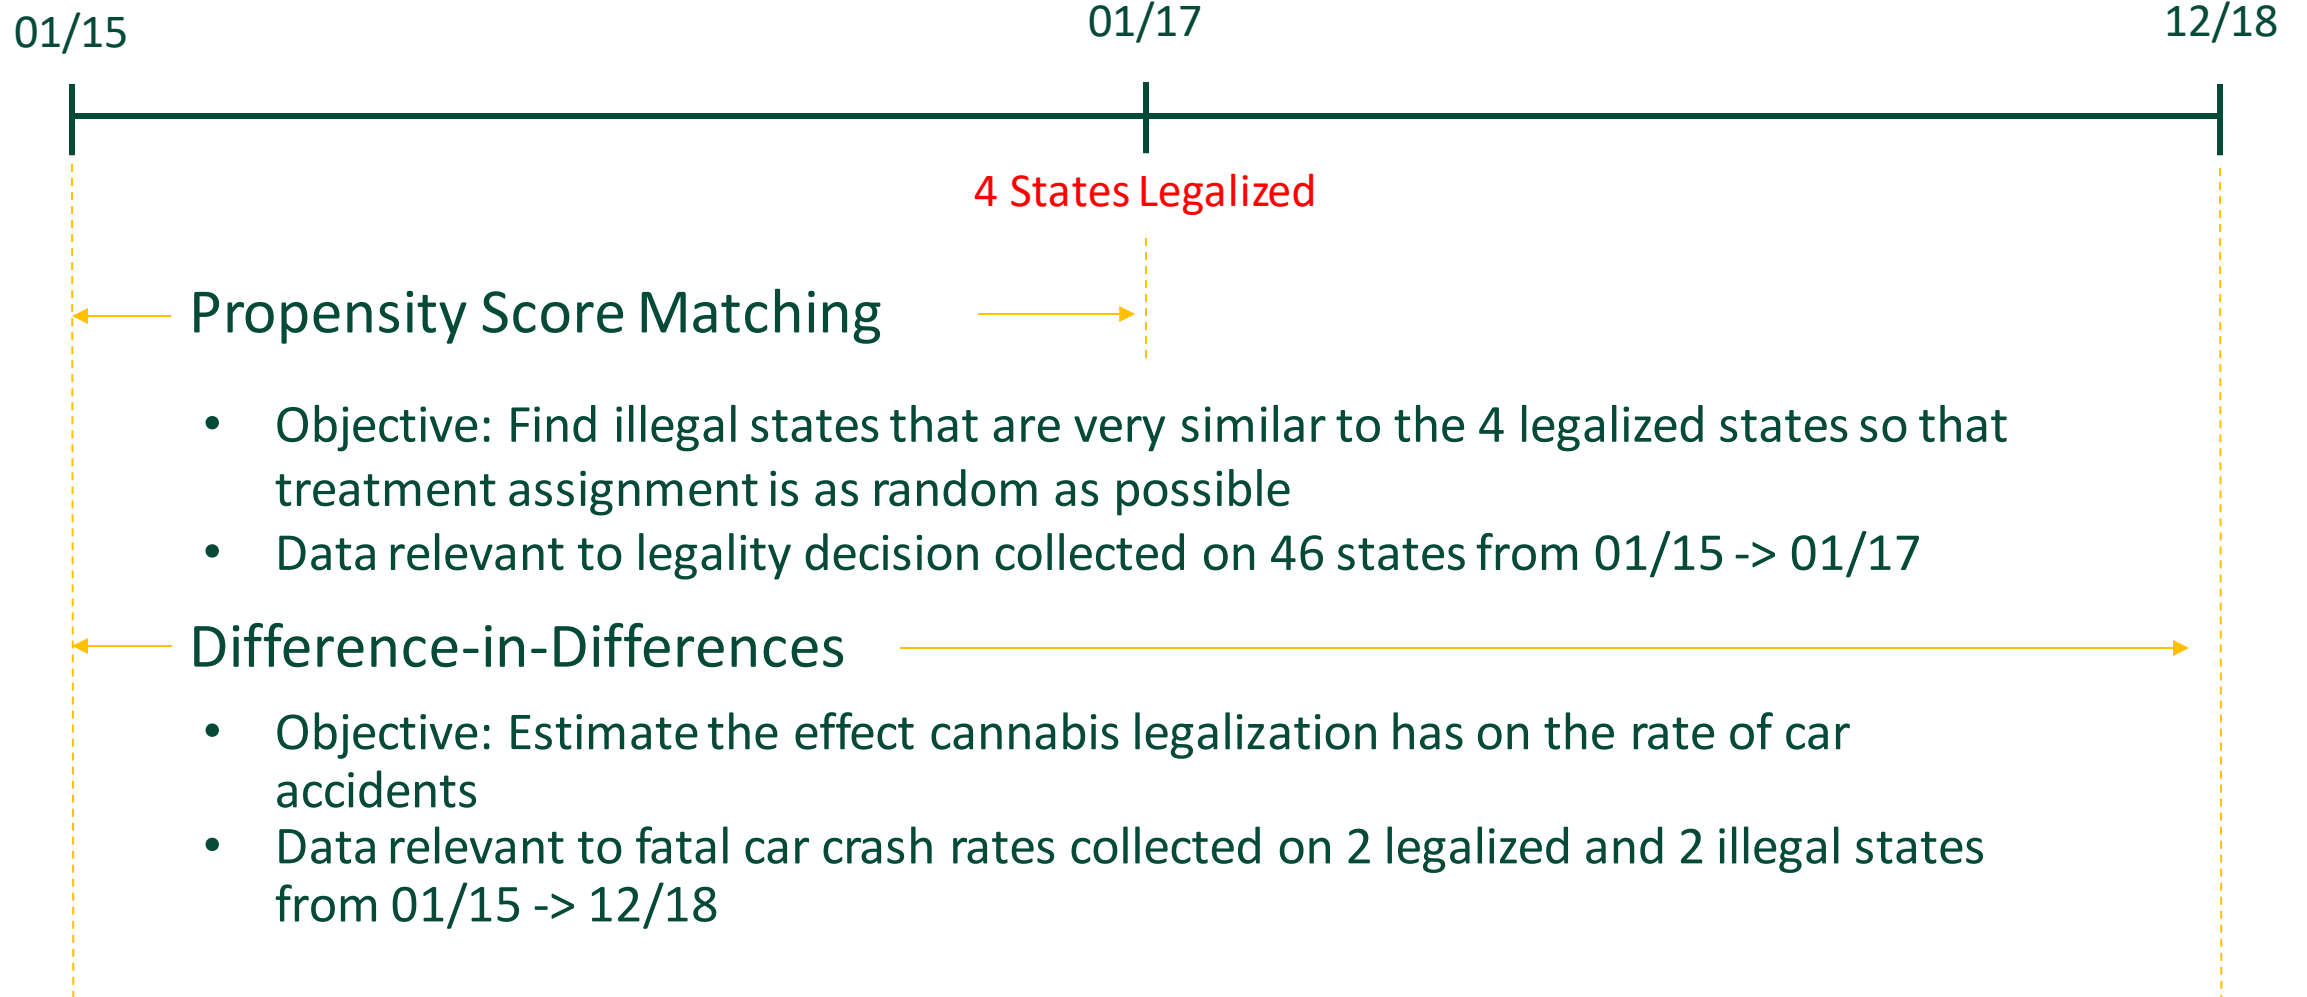 01/15
01/17
12/18
4 States Legalized
Propensity Score Matching
• Objective: Find illegal states that are very similar to the 4 legalized states so that
treatment assignment is as random as possible
• Data relevant to legality decision collected on 46 states from 01/15 -> 01/17
Difference-in-Differences
• Objective: Estimate the effect cannabis legalization has on the rate of car
accidents
• Data relevant to fatal car crash rates collected on 2 legalized and 2 illegal states
from 01/15 -> 12/18